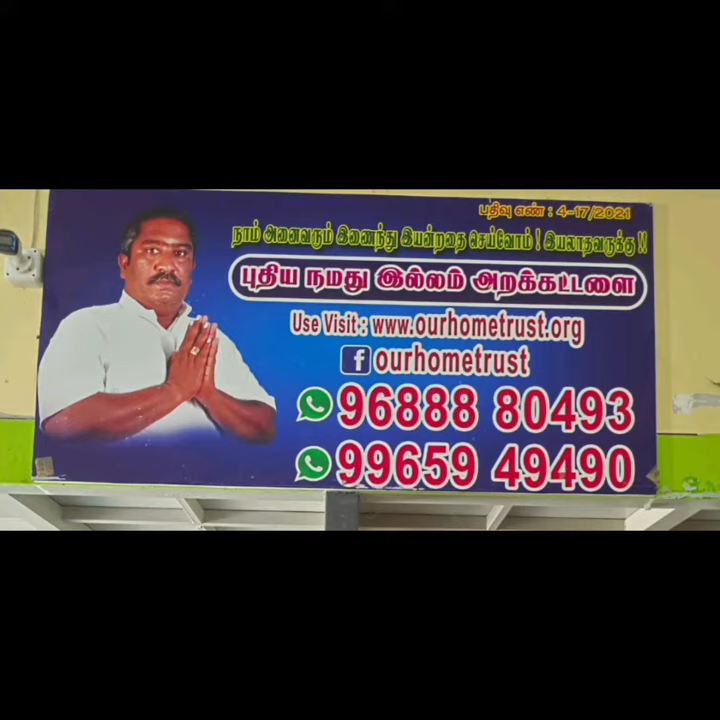 பதிவு எண் : 4-17/2021
நாம் அனைவரும் இணைந்து இயன்றதை செய்வோம் ! இயலாதவருக்கு !!
புதிய நமது இல்லம் அறக்கட்டளை
Use Visit : www.ourhometrust.org
f ourhometrust
96888 80493
99659 49490